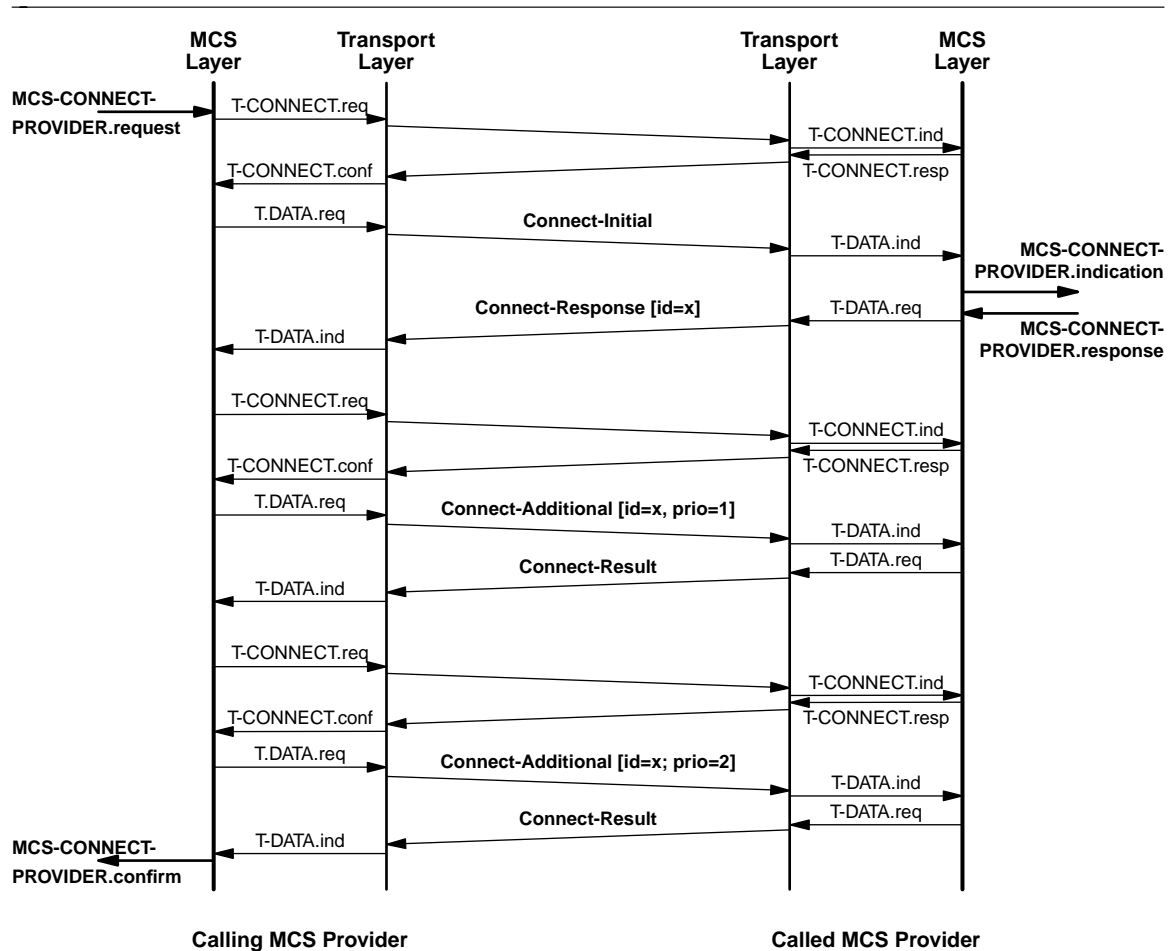 MCS Layer
Transport Layer
Transport Layer
MCS Layer
MCS-CONNECT-
PROVIDER.request
T-CONNECT.req
T-CONNECT.ind
T-CONNECT.resp
T-CONNECT.conf
T.DATA.req
Connect-Initial
T-DATA.ind
MCS-CONNECT-
PROVIDER.indication
Connect-Response [id=x]
T-DATA.req
MCS-CONNECT-
PROVIDER.response
T-DATA.ind
T-CONNECT.req
T-CONNECT.ind
T-CONNECT.resp
T-CONNECT.conf
T.DATA.req
Connect-Additional [id=x, prio=1]
T-DATA.ind
T-DATA.req
Connect-Result
T-DATA.ind
T-CONNECT.req
T-CONNECT.ind
T-CONNECT.resp
T-CONNECT.conf
T.DATA.req
Connect-Additional [id=x; prio=2]
T-DATA.ind
T-DATA.req
Connect-Result
T-DATA.ind
MCS-CONNECT-
PROVIDER.confirm
Calling MCS Provider
Called MCS Provider